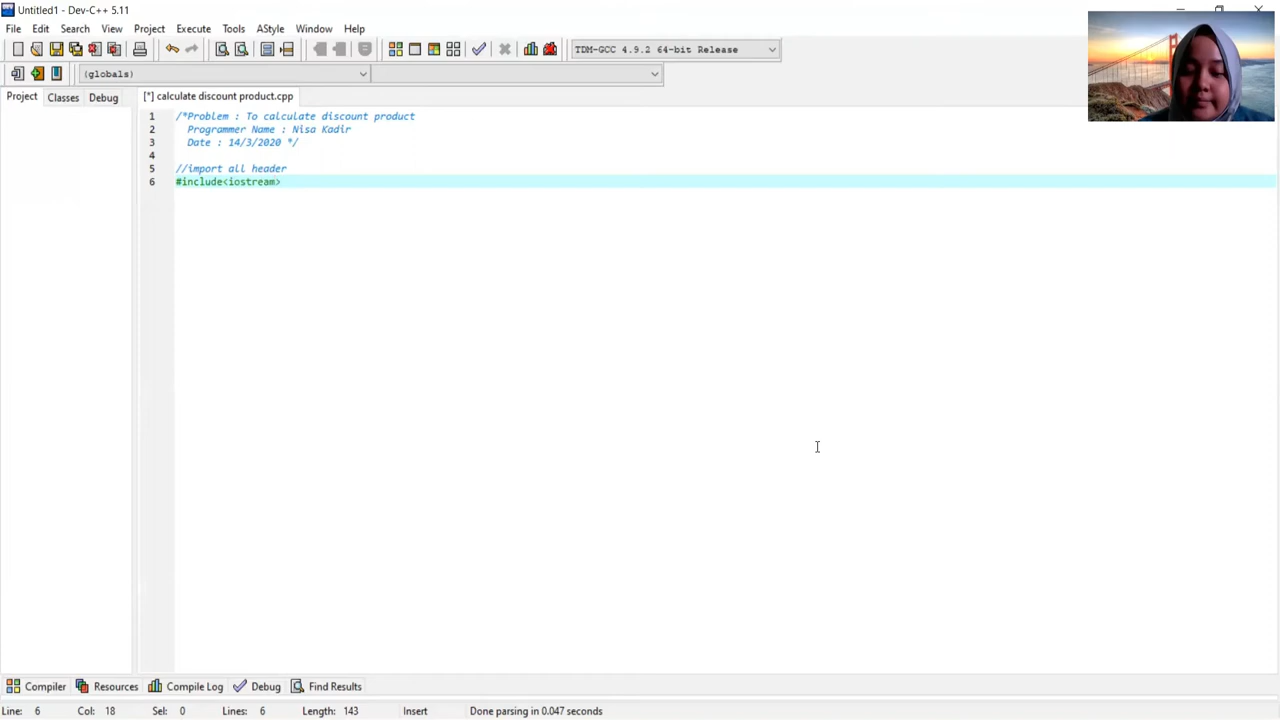 Untitled1 - Dev-C++ 5.11
File Edit Search View Project Execute Tools AStyle Window Help
TDM-GCC 4.9.2 64-bit Release
(globals)
Project Classes Debug [*] calculate discount product.cpp
1 /*Problem : To calculate discount product
2 Programmer Name : Nisa Kadir
3 Date : 14/3/2020 */
4
5 //import all header
6 #include<iostream>
Compiler Resources Compile Log Debug Find Results
Line: 6 Col: 18 Sel: 0 Lines: 6 Length: 143 Insert Done parsing in 0.047 seconds